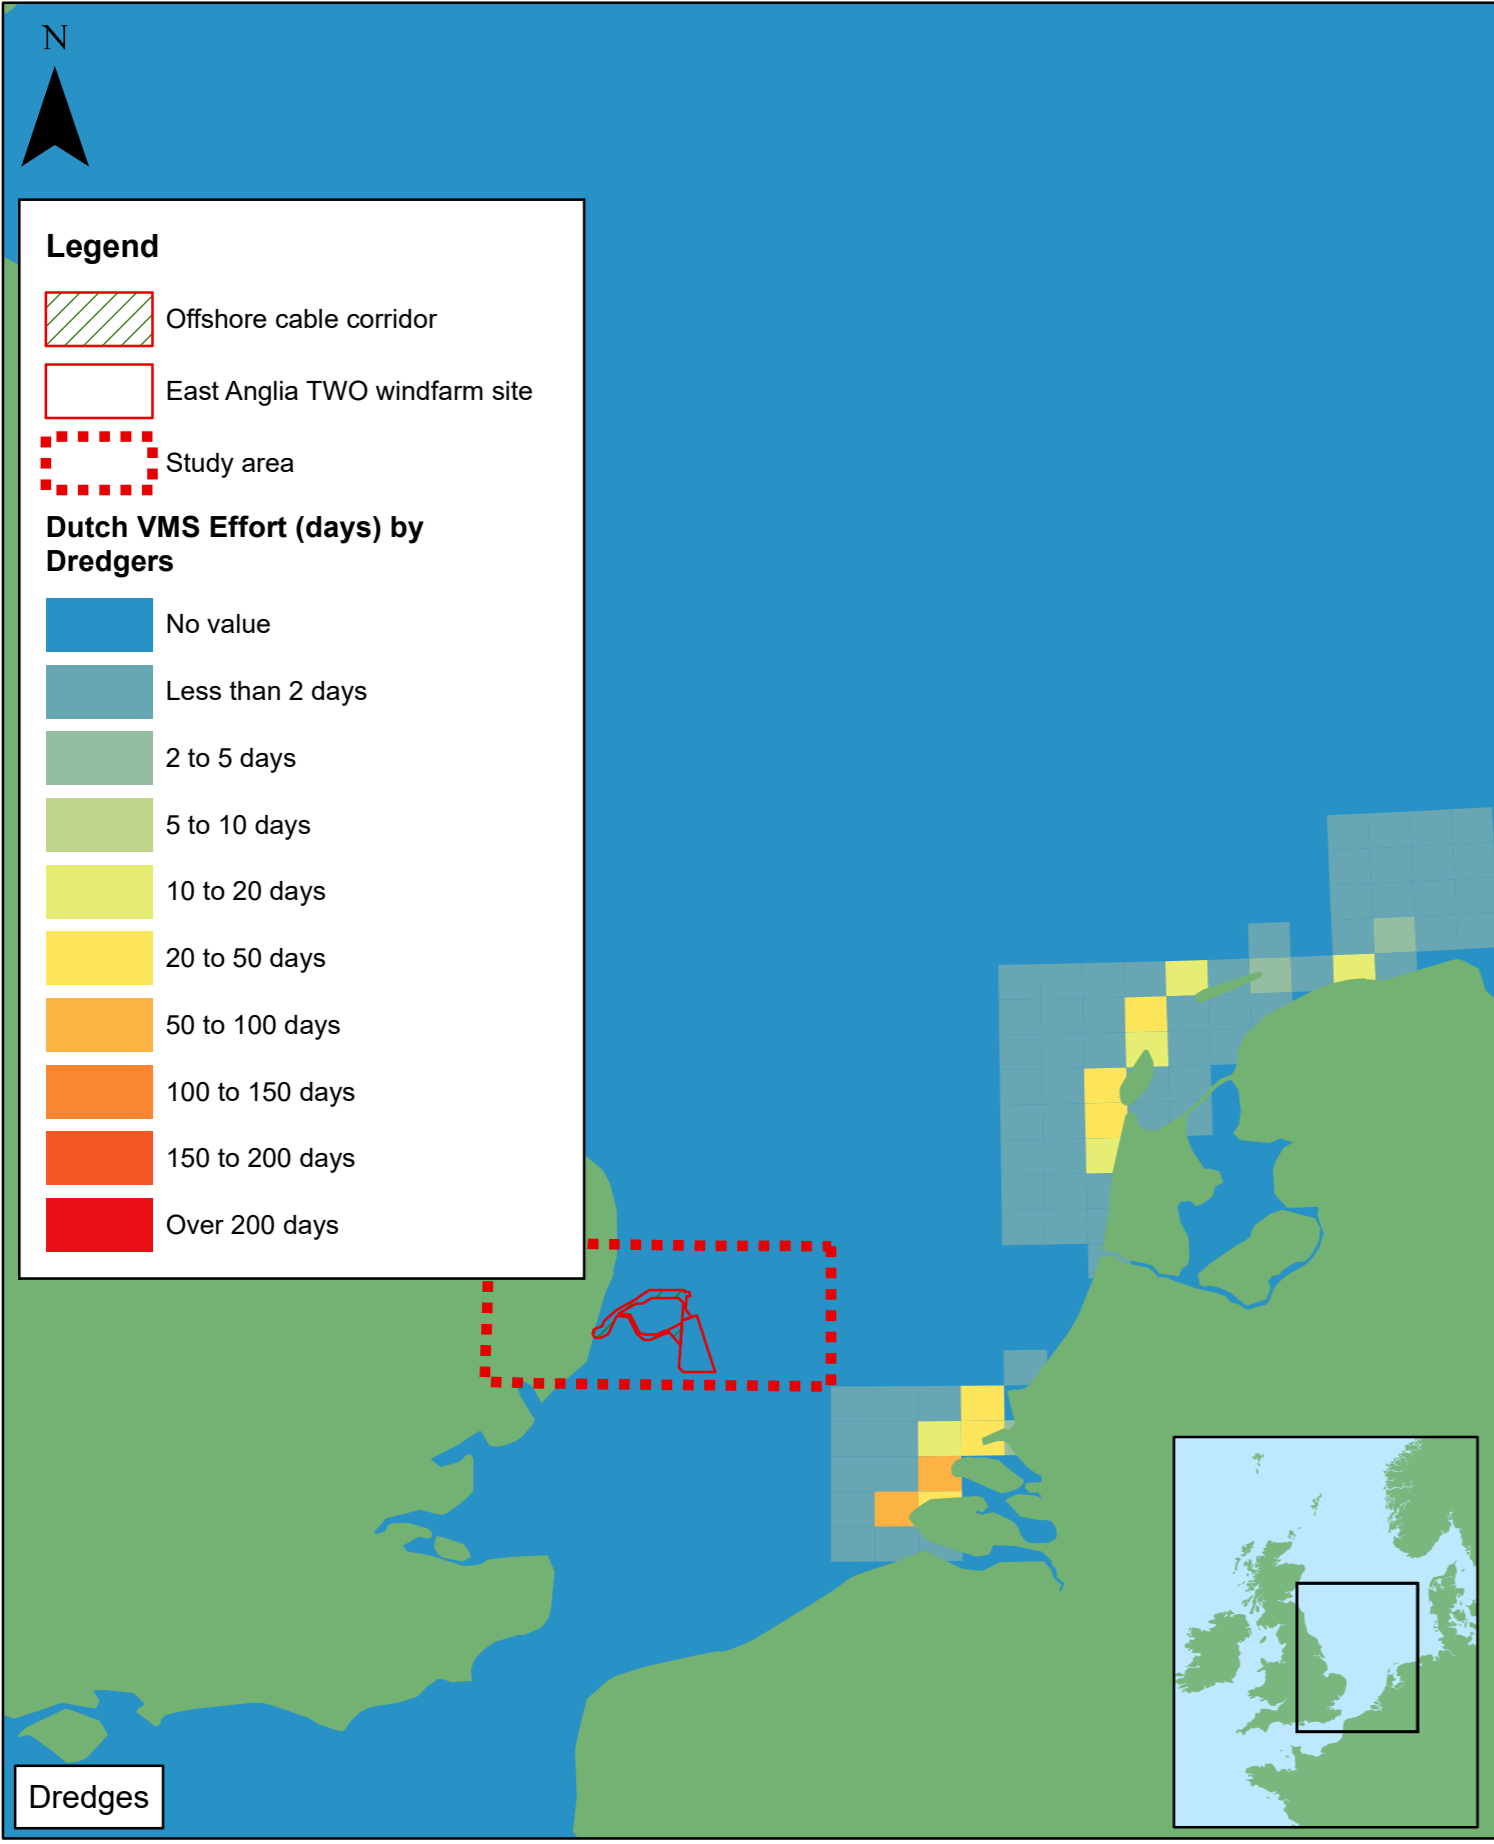 N
Legend
Offshore cable corridor
East Anglia TWO windfarm site
Study area
Dutch VMS Effort (days) by
Dredgers
No value
Less than 2 days
2 to 5 days
5 to 10 days
10 to 20 days
20 to 50 days
50 to 100 days
100 to 150 days
150 to 200 days
Over 200 days
Dredges